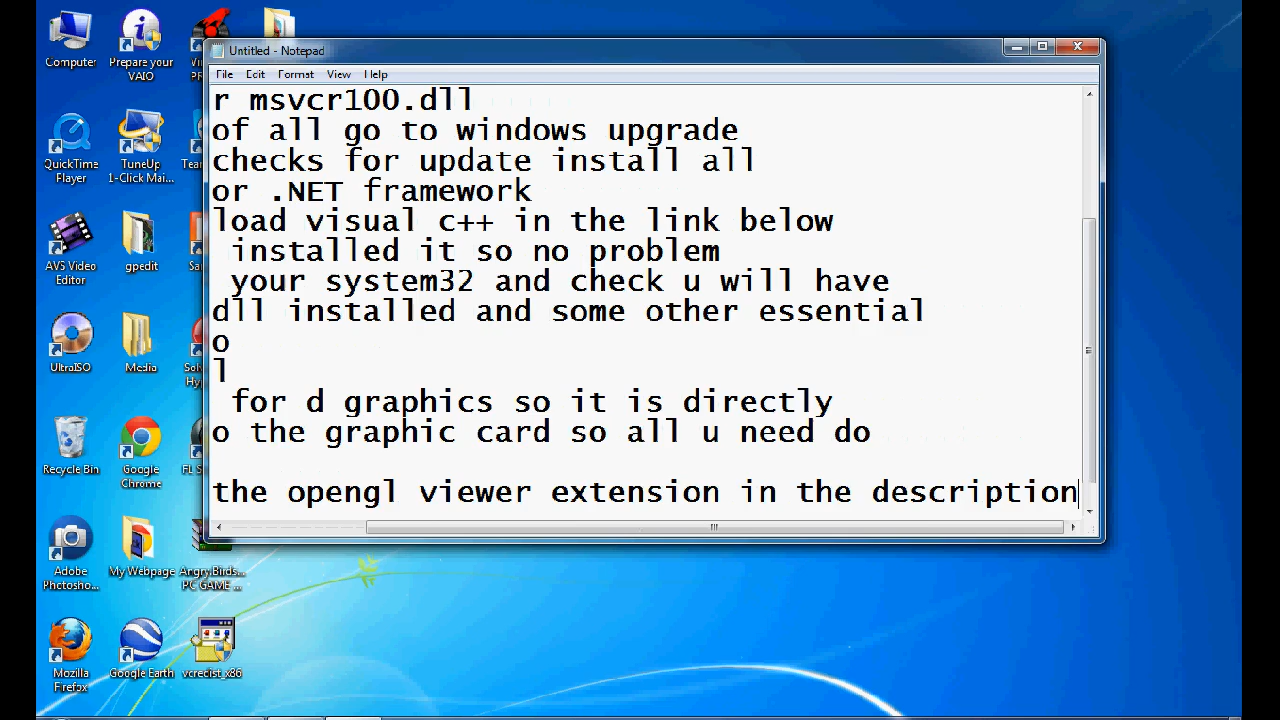 Untitled - Notepad
File Edit Format View Help
r msvcr100.dll
of all go to windows upgrade
checks for update install all
or .NET framework
load visual c++ in the link below
installed it so no problem
your system32 and check u will have
dll installed and some other essential
o
l
for d graphics so it is directly
o the graphic card so all u need do
the opengl viewer extension in the description
Computer
Prepare your
VAIO
QuickTime
Player
TuneUp
1-Click Mai...
AVS Video
Editor
gpedit
UltraISO
Media
Recycle Bin
Google
Chrome
Adobe
Photosho...
My Webpage
Angry.Birds...
PC GAME ...
Mozilla
Firefox
Google Earth
vcredist_x86